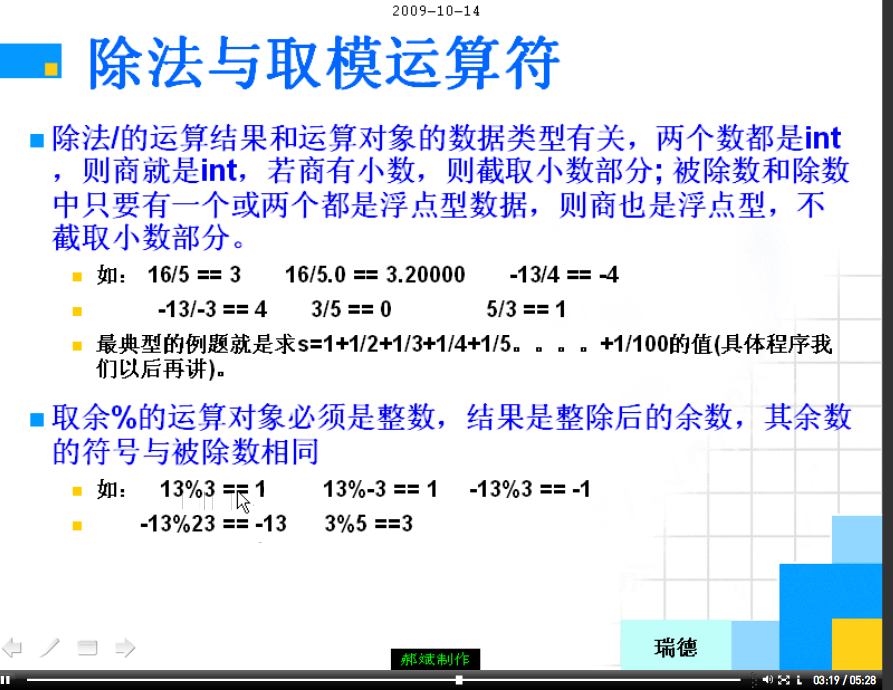 2009-10-14
除法与取模运算符
除法/的运算结果和运算对象的数据类型有关，两个数都是int
，则商就是int，若商有小数，则截取小数部分; 被除数和除数
中只要有一个或两个都是浮点型数据，则商也是浮点型，不
截取小数部分。
如： 16/5 == 3 16/5.0 == 3.20000 -13/4 == -4
-13/-3 == 4 3/5 == 0 5/3 == 1
最典型的例题就是求s=1+1/2+1/3+1/4+1/5。。。。+1/100的值(具体程序我
们以后再讲)。
取余%的运算对象必须是整数，结果是整除后的余数，其余数
的符号与被除数相同
如： 13%3 == 1 13%-3 == 1 -13%3 == -1
-13%23 == -13 3%5 ==3
瑞德
郝斌制作
03:19 / 05:28